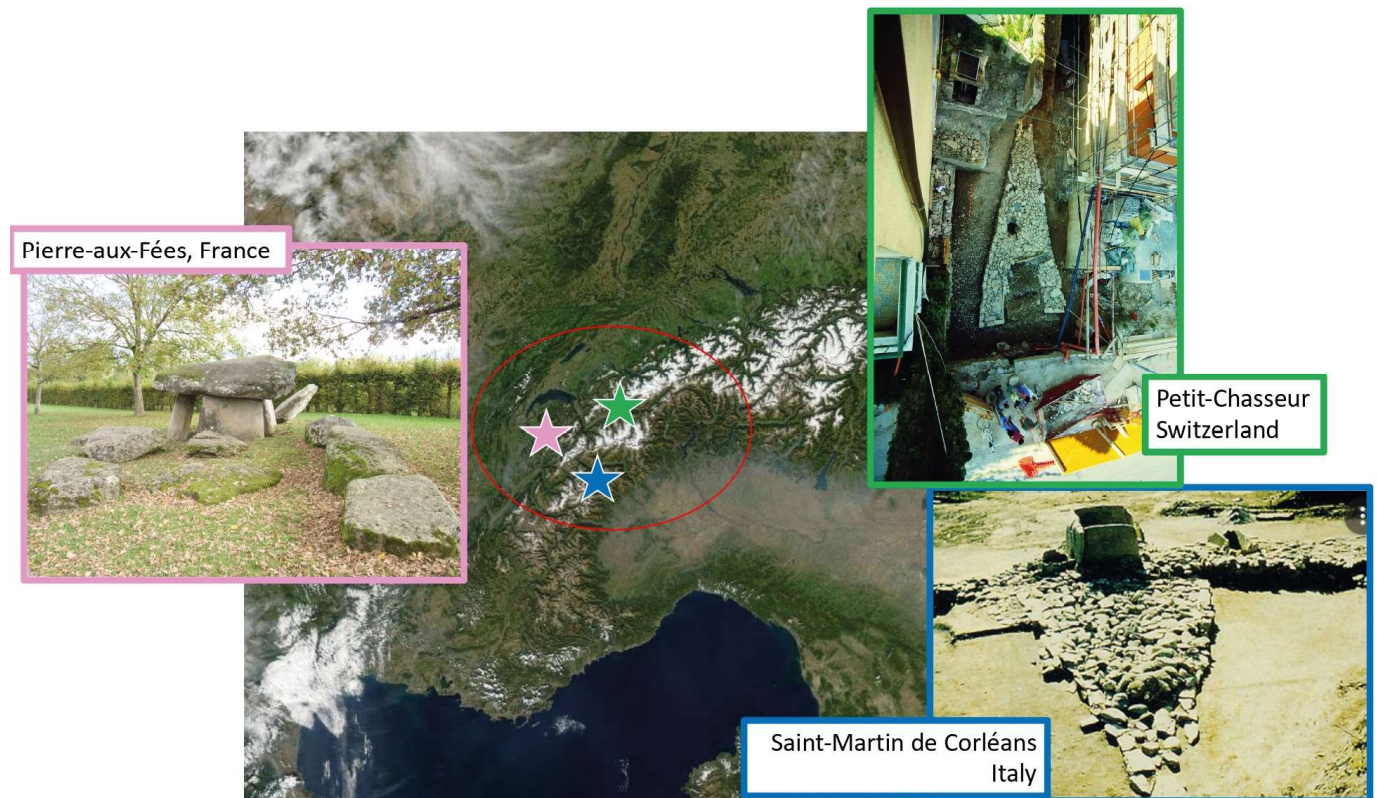 Pierre-aux-Fées, France
Petit-Chasseur
Switzerland
Saint-Martin de Corléans
Italy